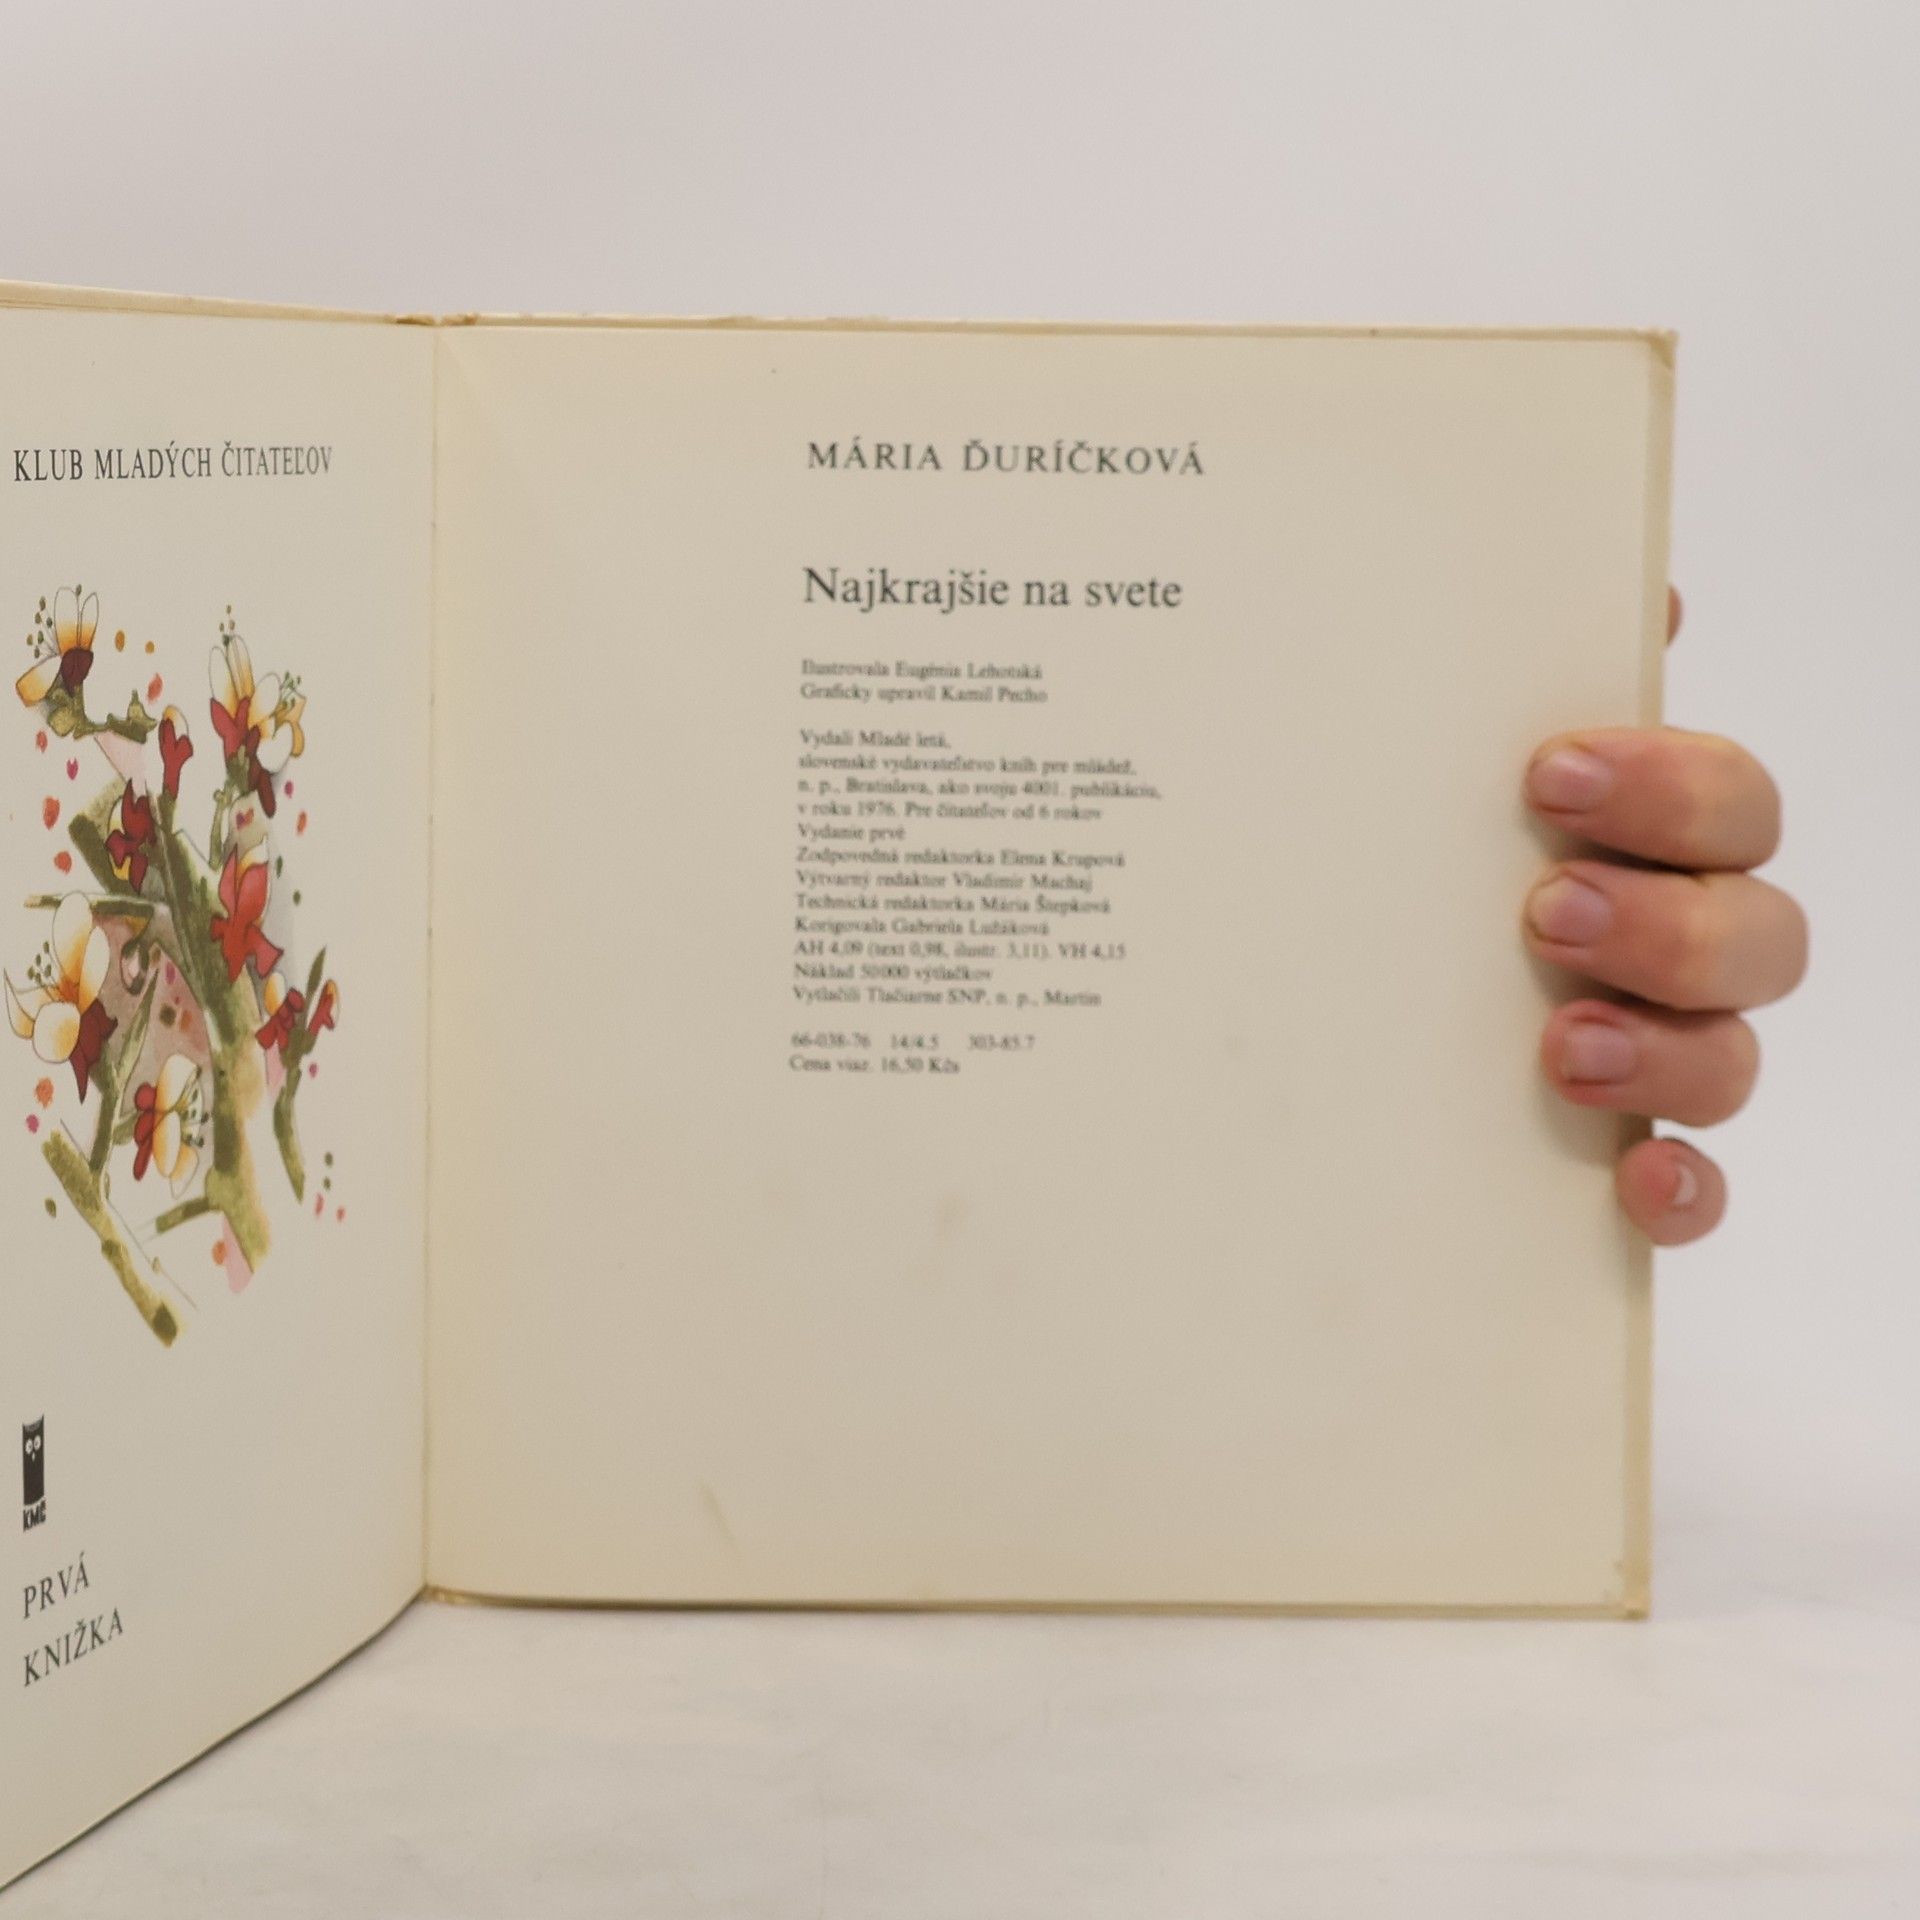 KLUB MLADÝCH ČITATEĽOV
KMČ
PRVÁ
KNIŽKA
MÁRIA ĎURÍČKOVÁ
Najkrajšie na svete
Ilustrovala Eugénia Lehotská
Graficky upravil Kamil Pecho
Vydali Mladé letá,
slovenské vydavateľstvo kníh pre mládež,
n. p., Bratislava, ako svoju 4001. publikáciu,
v roku 1976. Pre čitateľov od 6 rokov
Vydanie prvé
Zodpovedná redaktorka Elena Krupová
Výtvarný redaktor Vladimír Machaj
Technická redaktorka Mária Štepková
Korigovala Gabriela Lužáková
AH 4,09 (text 0,98, ilustr. 3,11). VH 4,15
Náklad 50 000 výtlačkov
Vytlačili Tlačiarne SNP, n. p., Martin
66-038-76 14/4.5 303-85.7
Cena viaz. 16,50 Kčs